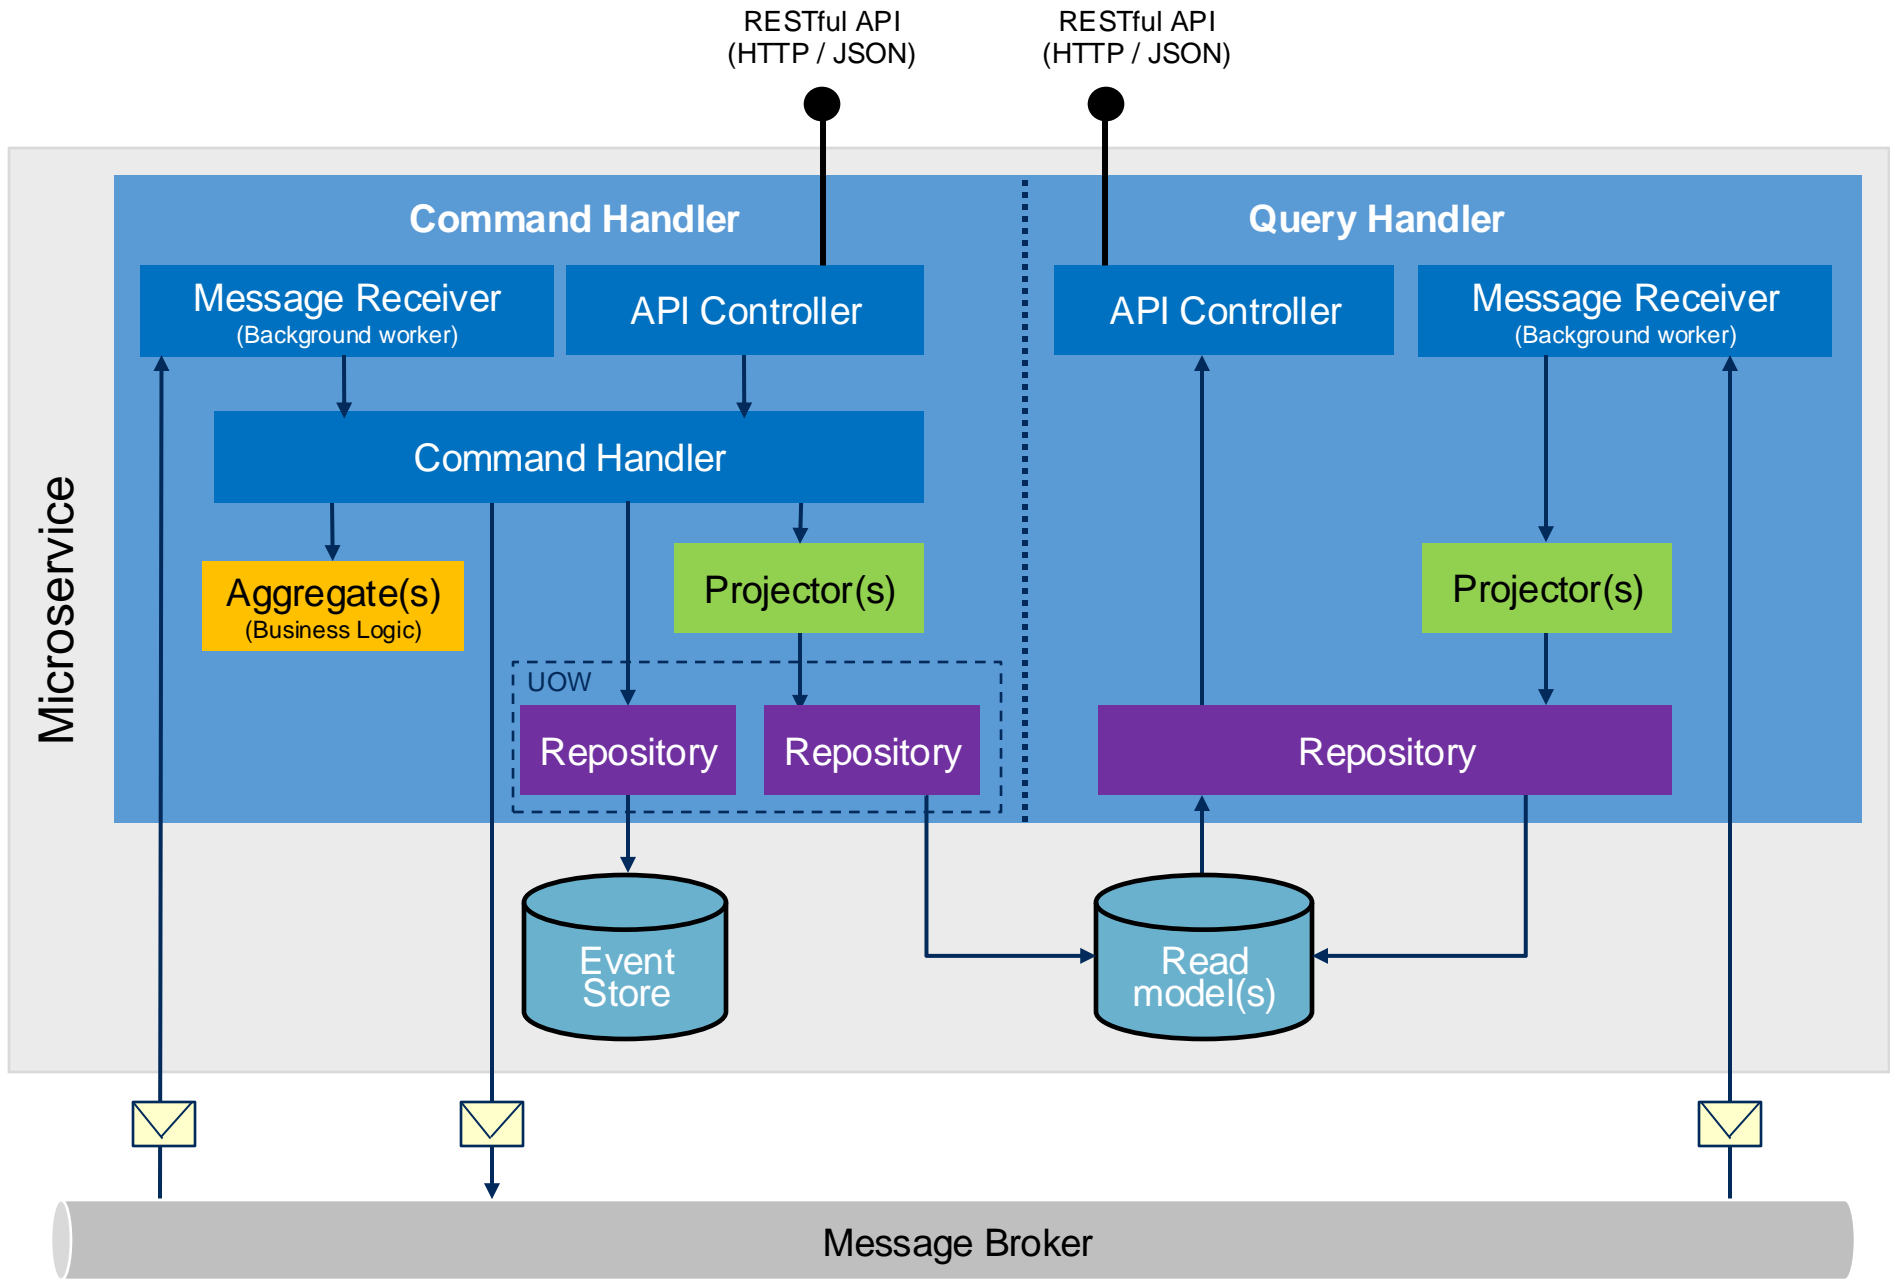 RESTful API
(HTTP / JSON)
RESTful API
(HTTP / JSON)
Microservice
Command Handler
Query Handler
Message Receiver
(Background worker)
API Controller
API Controller
Message Receiver
(Background worker)
Command Handler
Aggregate(s)
(Business Logic)
Projector(s)
Projector(s)
UOW
Repository
Repository
Repository
Event
Store
Read
model(s)
Message Broker